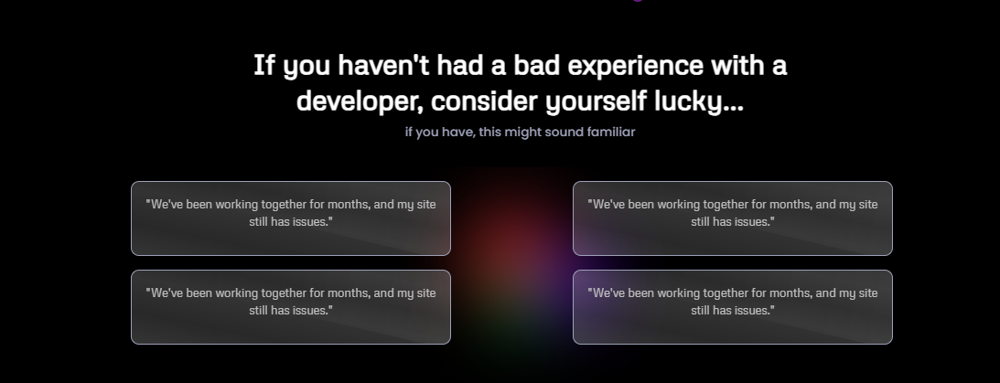 If you haven't had a bad experience with a
developer, consider yourself lucky...
if you have, this might sound familiar
"We've been working together for months, and my site
still has issues."
"We've been working together for months, and my site
still has issues."
"We've been working together for months, and my site
still has issues."
"We've been working together for months, and my site
still has issues."